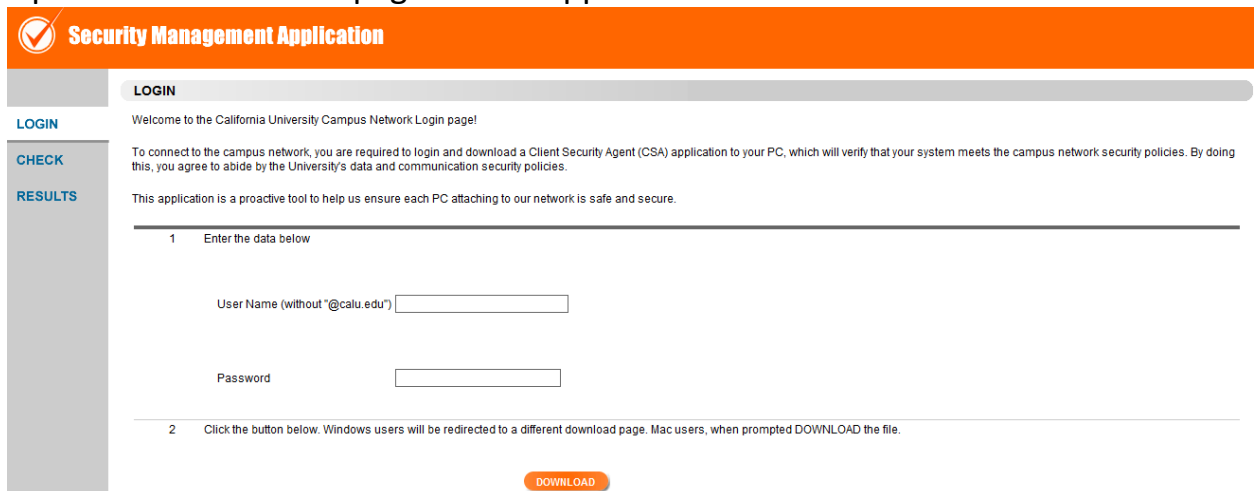 Security Management Application
LOGIN
LOGIN
CHECK
RESULTS
Welcome to the California University Campus Network Login page!
To connect to the campus network, you are required to login and download a Client Security Agent (CSA) application to your PC, which will verify that your system meets the campus network security policies. By doing
this, you agree to abide by the University's data and communication security policies.
This application is a proactive tool to help us ensure each PC attaching to our network is safe and secure.
1 Enter the data below
User Name (without "@calu.edu")
Password
2 Click the button below. Windows users will be redirected to a different download page. Mac users, when prompted DOWNLOAD the file.
DOWNLOAD